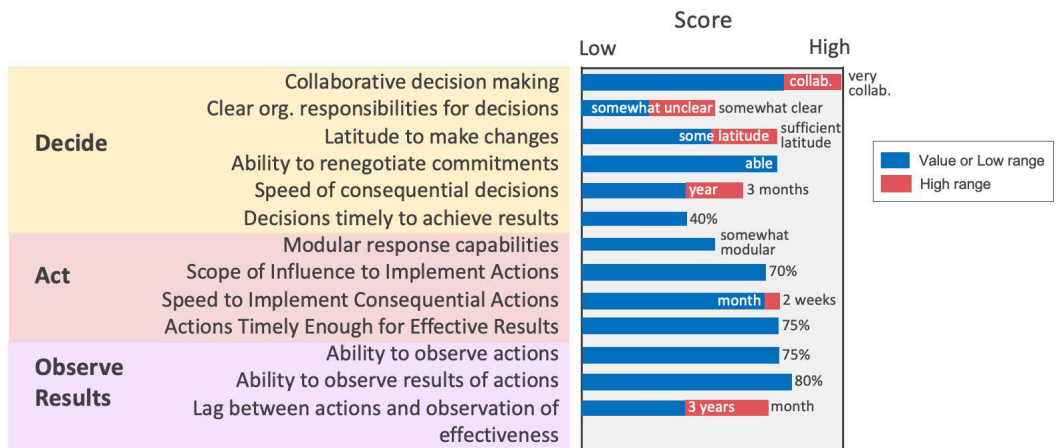 Score
Low High
Decide
Collaborative decision making collab. very collab.
Clear org. responsibilities for decisions somewhat unclear somewhat clear
Latitude to make changes some latitude sufficient latitude
Ability to renegotiate commitments able
Speed of consequential decisions year 3 months
Decisions timely to achieve results 40%
Act
Modular response capabilities somewhat modular
Scope of Influence to Implement Actions 70%
Speed to Implement Consequential Actions month 2 weeks
Actions Timely Enough for Effective Results 75%
Observe
Results
Ability to observe actions 75%
Ability to observe results of actions 80%
Lag between actions and observation of 3 years month
effectiveness
Value or Low range
High range